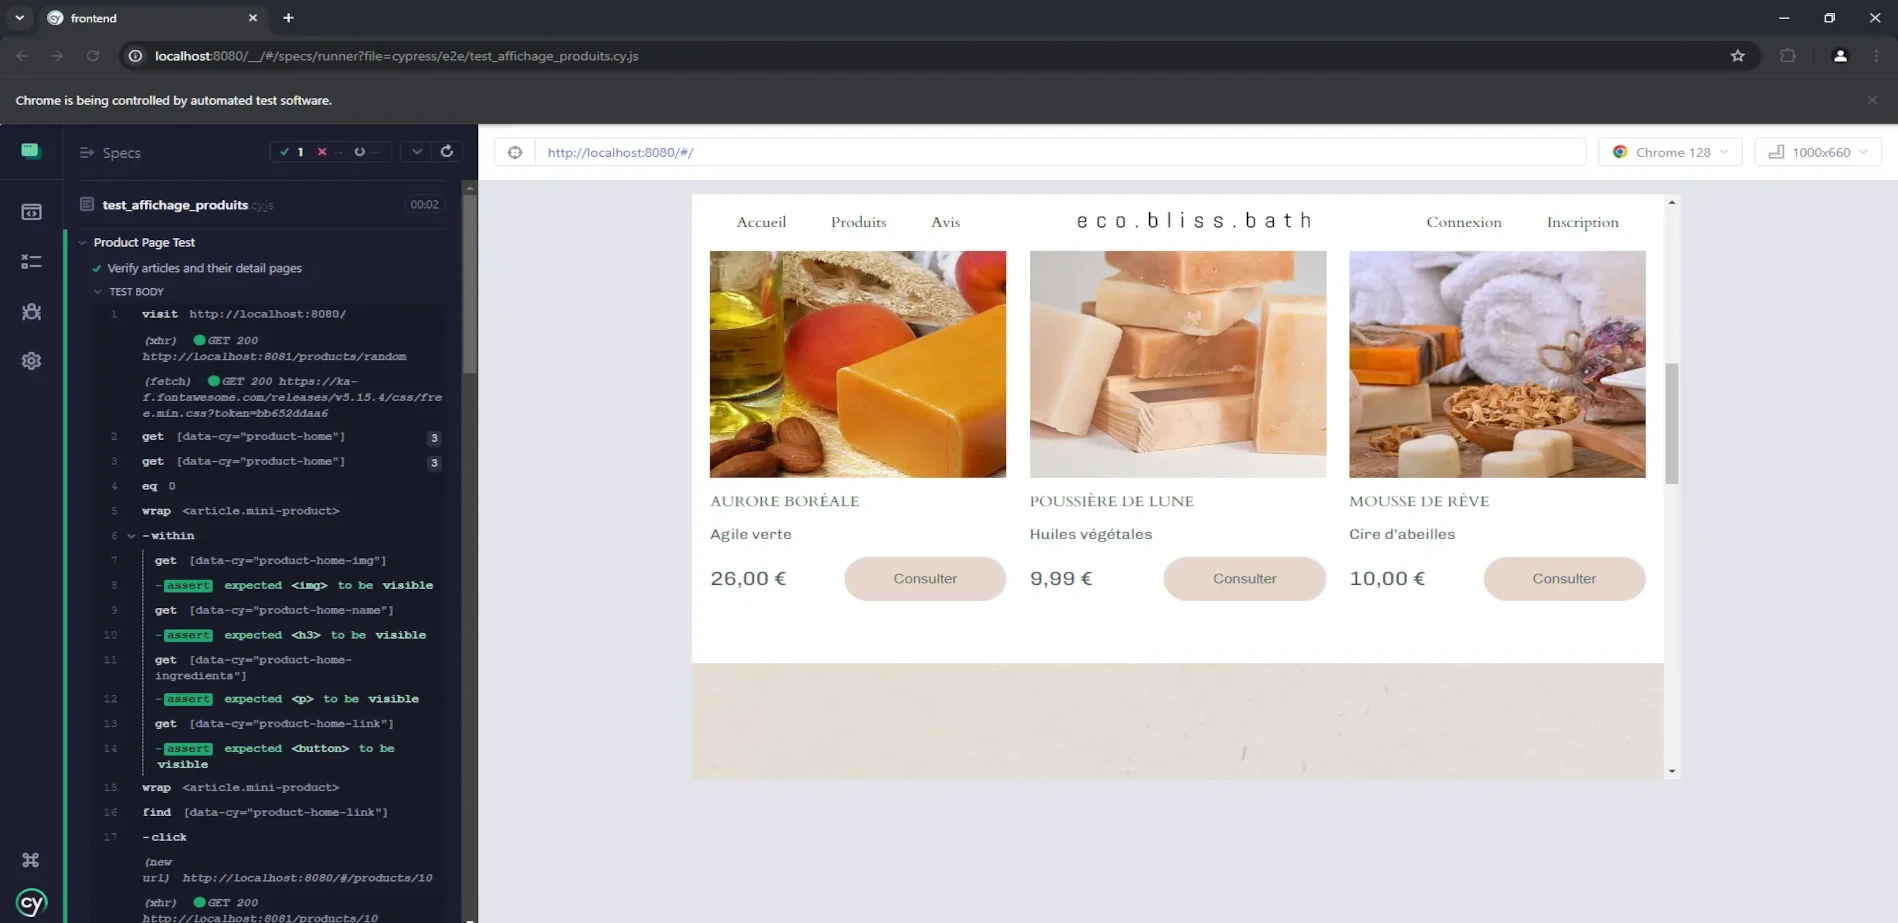 frontend
localhost:8080/__/#/specs/runner?file=cypress/e2e/test_affichage_produits.cy.js
Chrome is being controlled by automated test software.
Specs
1
--
--
http://localhost:8080/#/
Chrome 128
1000x660
test_affichage_produits.cy.js
00:02
Product Page Test
Verify articles and their detail pages
TEST BODY
1 visit http://localhost:8080/
(xhr) GET 200
http://localhost:8081/products/random
(fetch) GET 200 https://ka-
f.fontawesome.com/releases/v5.15.4/css/fre
e.min.css?token=bb652ddaa6
2 get [data-cy="product-home"] 3
3 get [data-cy="product-home"] 3
4 eq 0
5 wrap <article.mini-product>
6 -within
7 get [data-cy="product-home-img"]
8 -assert expected <img> to be visible
9 get [data-cy="product-home-name"]
10 -assert expected <h3> to be visible
11 get [data-cy="product-home-
ingredients"]
12 -assert expected <p> to be visible
13 get [data-cy="product-home-link"]
14 -assert expected <button> to be
visible
15 wrap <article.mini-product>
16 find [data-cy="product-home-link"]
17 -click
(new
url) http://localhost:8080/#/products/10
(xhr) GET 200
http://localhost:8081/products/10
cy
Accueil
Produits
Avis
eco.bliss.bath
Connexion
Inscription
AURORE BORÉALE
Agile verte
26,00 €
Consulter
POUSSIÈRE DE LUNE
Huiles végétales
9,99 €
Consulter
MOUSSE DE RÊVE
Cire d'abeilles
10,00 €
Consulter